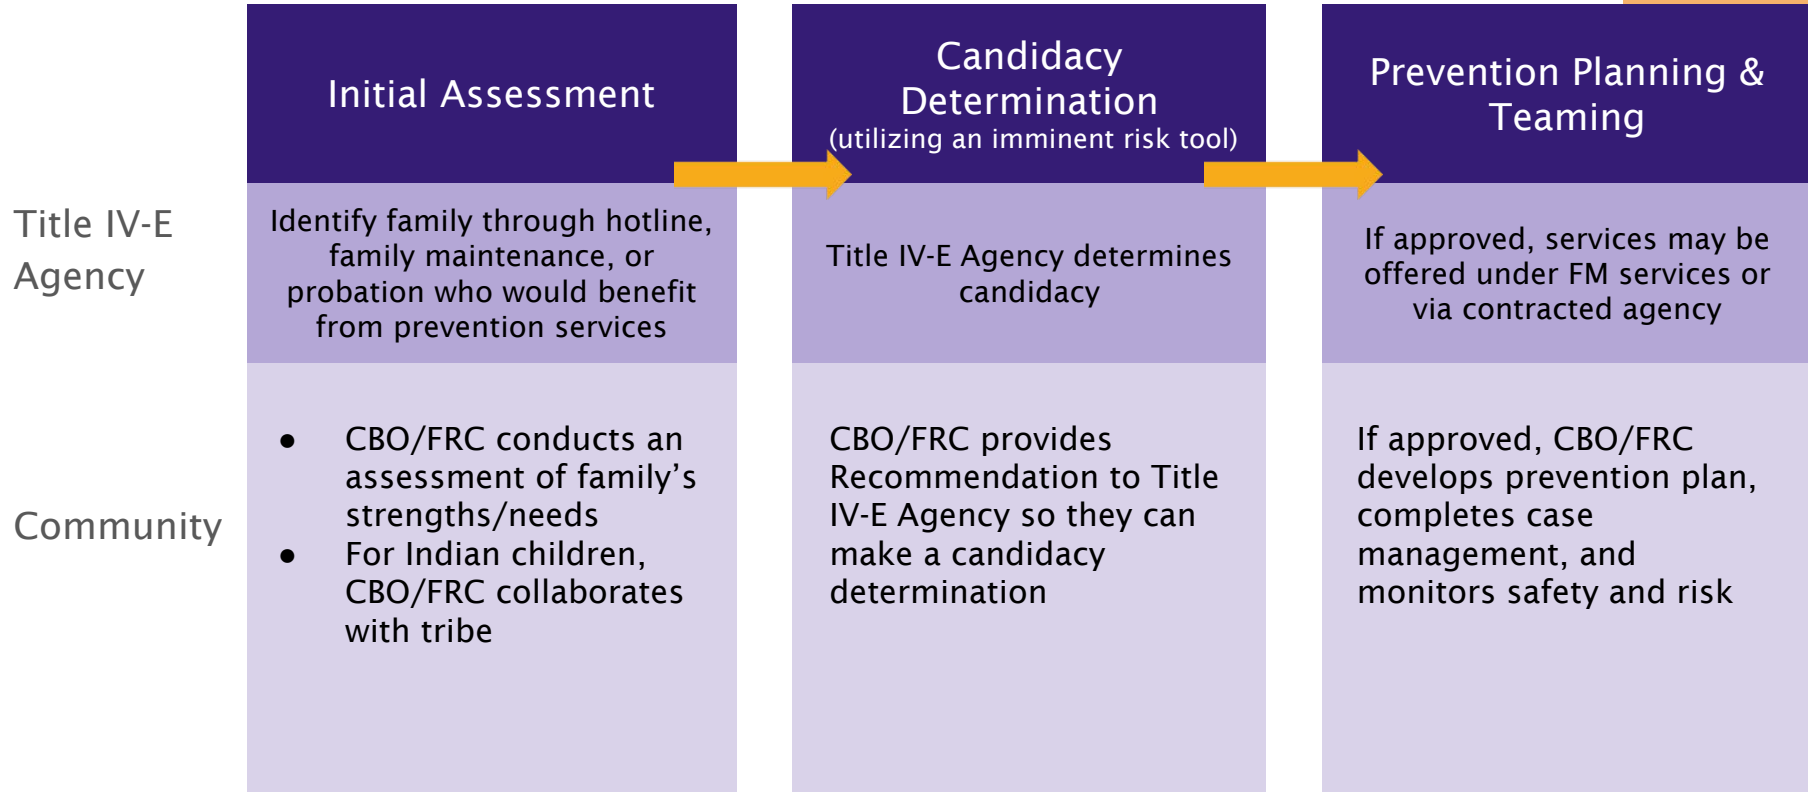 Initial Assessment
Candidacy
Determination
(utilizing an imminent risk tool)
Prevention Planning &
Teaming
Title IV-E
Agency
Identify family through hotline,
family maintenance, or
probation who would benefit
from prevention services
Title IV-E Agency determines
candidacy
If approved, services may be
offered under FM services or
via contracted agency
Community
● CBO/FRC conducts an
assessment of family’s
strengths/needs
● For Indian children,
CBO/FRC collaborates
with tribe
CBO/FRC provides
Recommendation to Title
IV-E Agency so they can
make a candidacy
determination
If approved, CBO/FRC
develops prevention plan,
completes case
management, and
monitors safety and risk